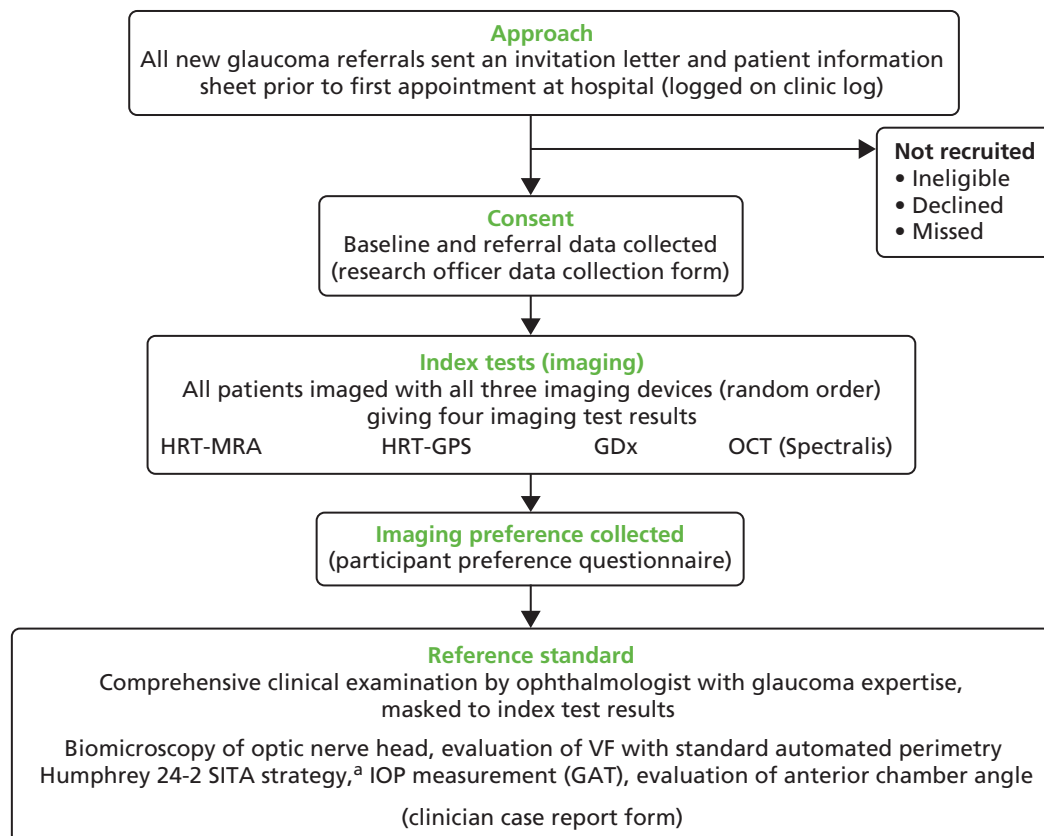 Approach
All new glaucoma referrals sent an invitation letter and patient information
sheet prior to first appointment at hospital (logged on clinic log)
Not recruited
• Ineligible
• Declined
• Missed
Consent
Baseline and referral data collected
(research officer data collection form)
Index tests (imaging)
All patients imaged with all three imaging devices (random order)
giving four imaging test results
HRT-MRA HRT-GPS GDx OCT (Spectralis)
Imaging preference collected
(participant preference questionnaire)
Reference standard
Comprehensive clinical examination by ophthalmologist with glaucoma expertise,
masked to index test results
Biomicroscopy of optic nerve head, evaluation of VF with standard automated perimetry
Humphrey 24-2 SITA strategy,a IOP measurement (GAT), evaluation of anterior chamber angle
(clinician case report form)